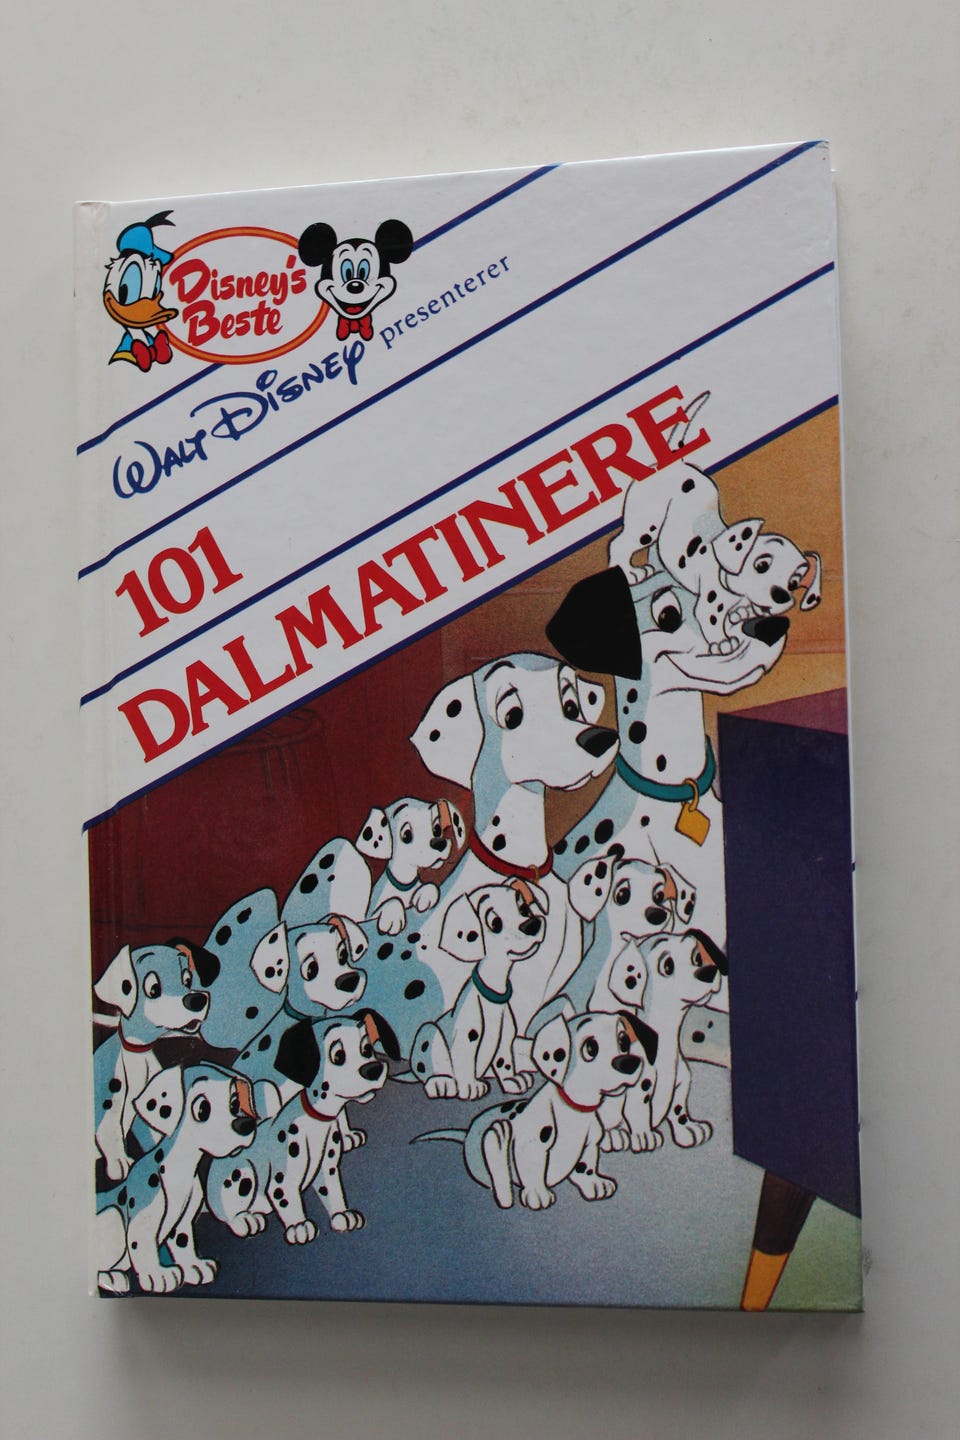 Disney's
Beste
WALT DISNEY presenterer
101
DALMATINERE